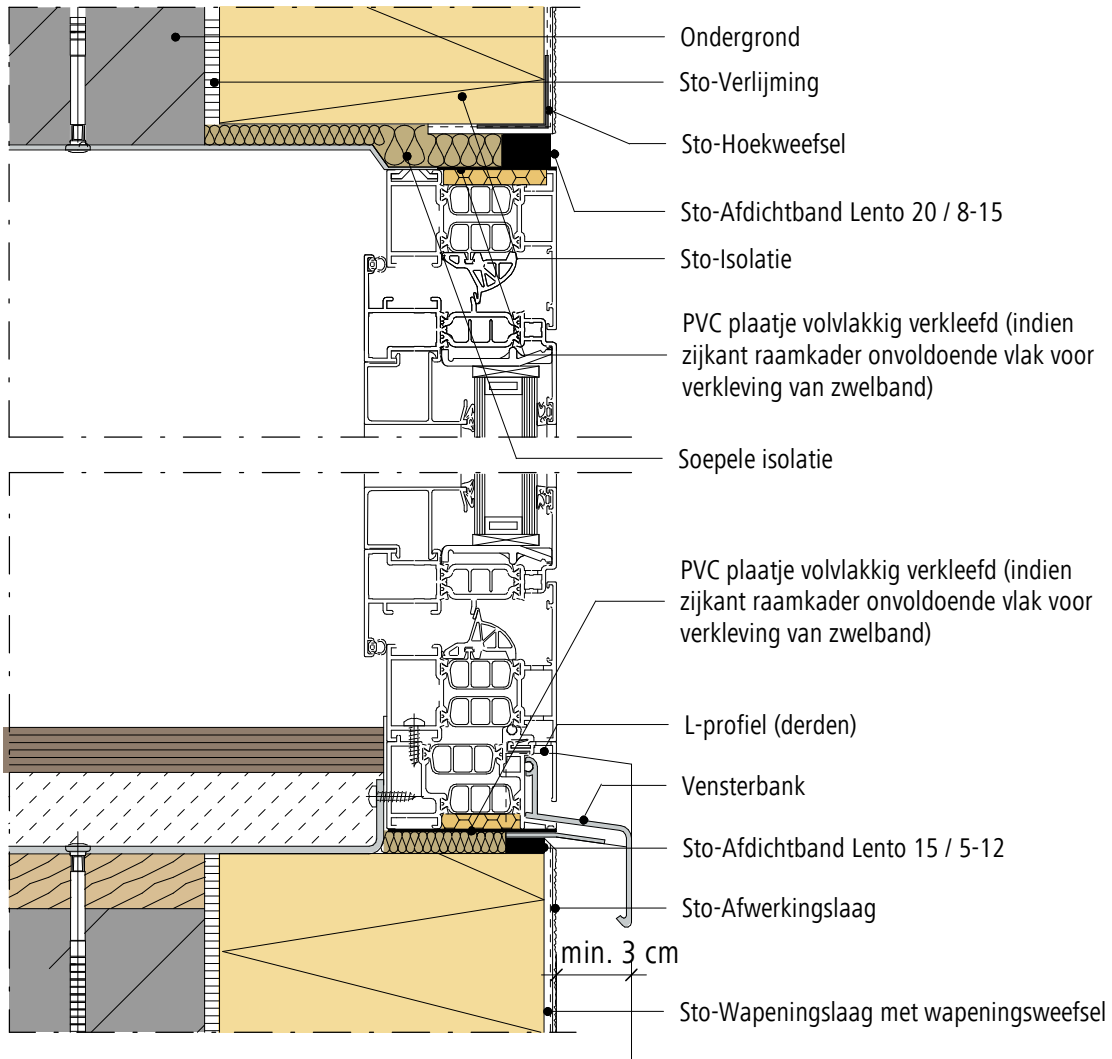 Ondergrond
Sto-Verlijming
Sto-Hoekweefsel
Sto-Afdichtband Lento 20 / 8-15
Sto-Isolatie
PVC plaatje volvlakkig verkleefd (indien
zijkant raamkader onvoldoende vlak voor
verkleving van zwelband)
Soepele isolatie
PVC plaatje volvlakkig verkleefd (indien
zijkant raamkader onvoldoende vlak voor
verkleving van zwelband)
L-profiel (derden)
Vensterbank
Sto-Afdichtband Lento 15 / 5-12
Sto-Afwerkingslaag
min. 3 cm
Sto-Wapeningslaag met wapeningsweefsel